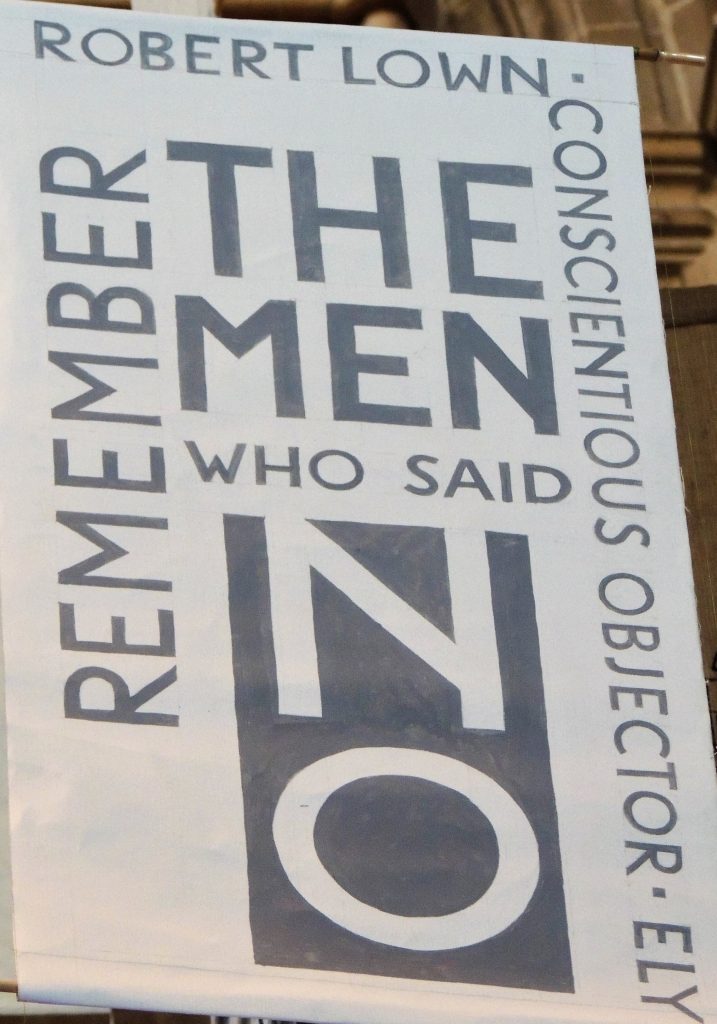 ROBERT LOWN ·
CONSCIENTIOUS OBJECTOR · ELY
REMEMBER
THE
MEN
WHO SAID
NO